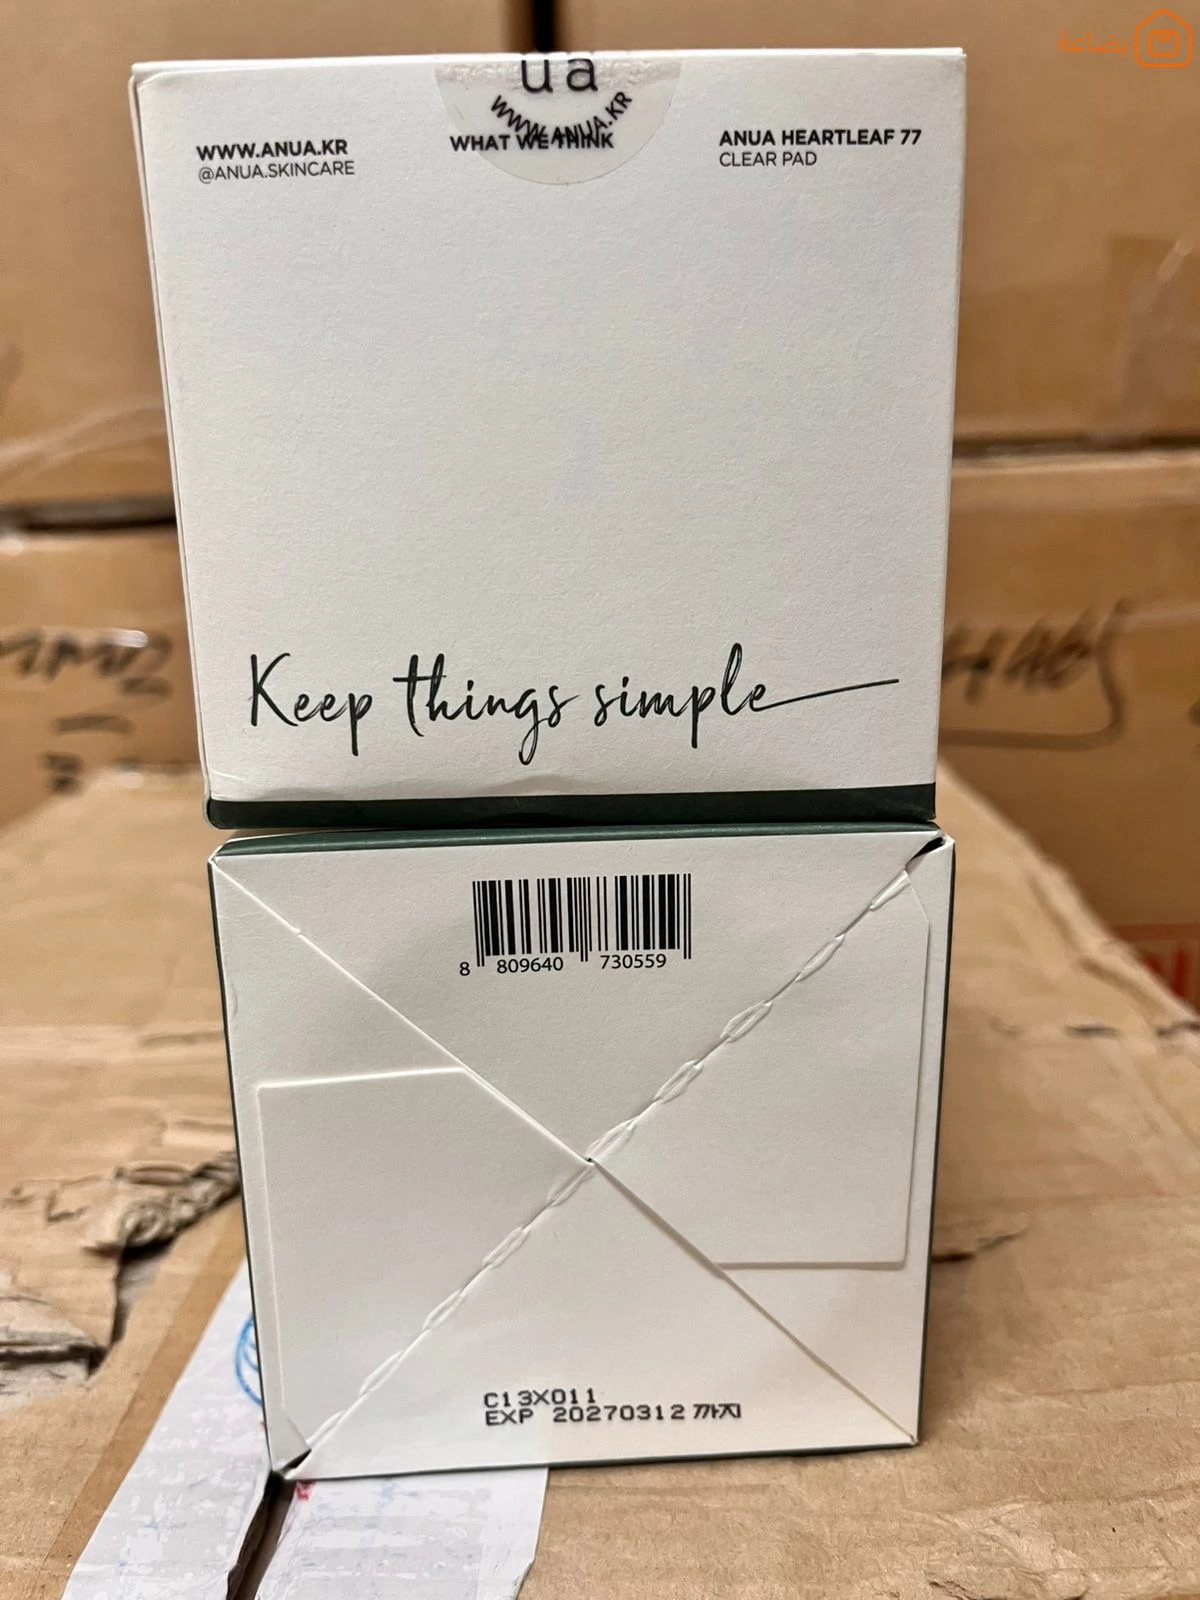 بضاعة
ua
WWW.ANUA.KR
WWW.ANUA.KR
@ANUA.SKINCARE
WHAT WE THINK
ANUA HEARTLEAF 77
CLEAR PAD
Keep things simple
8 809640 730559
C13X011
EXP 20270312 까지